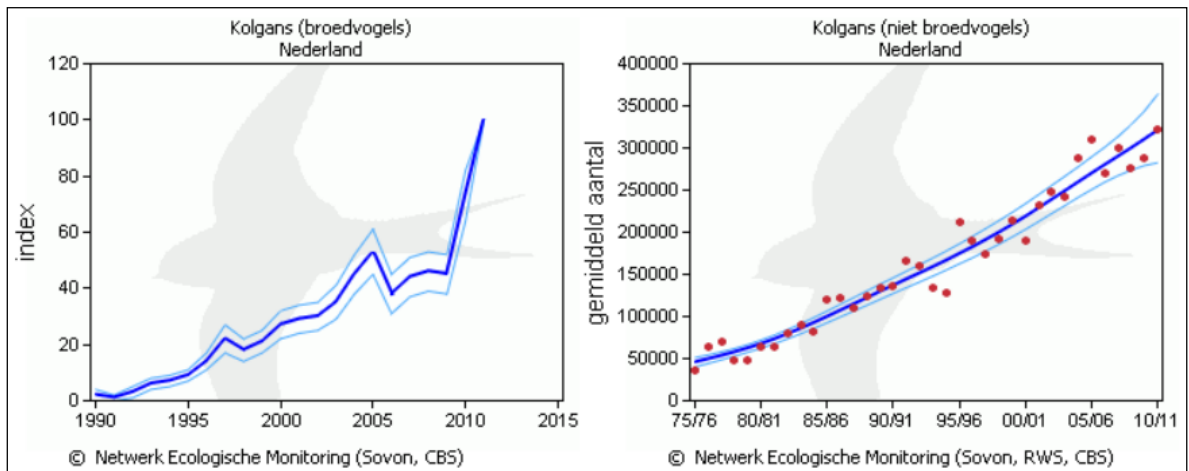 Kolgans (broedvogels)
Nederland
index
120
100
80
60
40
20
0
1990 1995 2000 2005 2010 2015
© Netwerk Ecologische Monitoring (Sovon, CBS)
Kolgans (niet broedvogels)
Nederland
gemiddeld aantal
400000
350000
300000
250000
200000
150000
100000
50000
0
75/76 80/81 85/86 90/91 95/96 00/01 05/06 10/11
© Netwerk Ecologische Monitoring (Sovon, RWS, CBS)